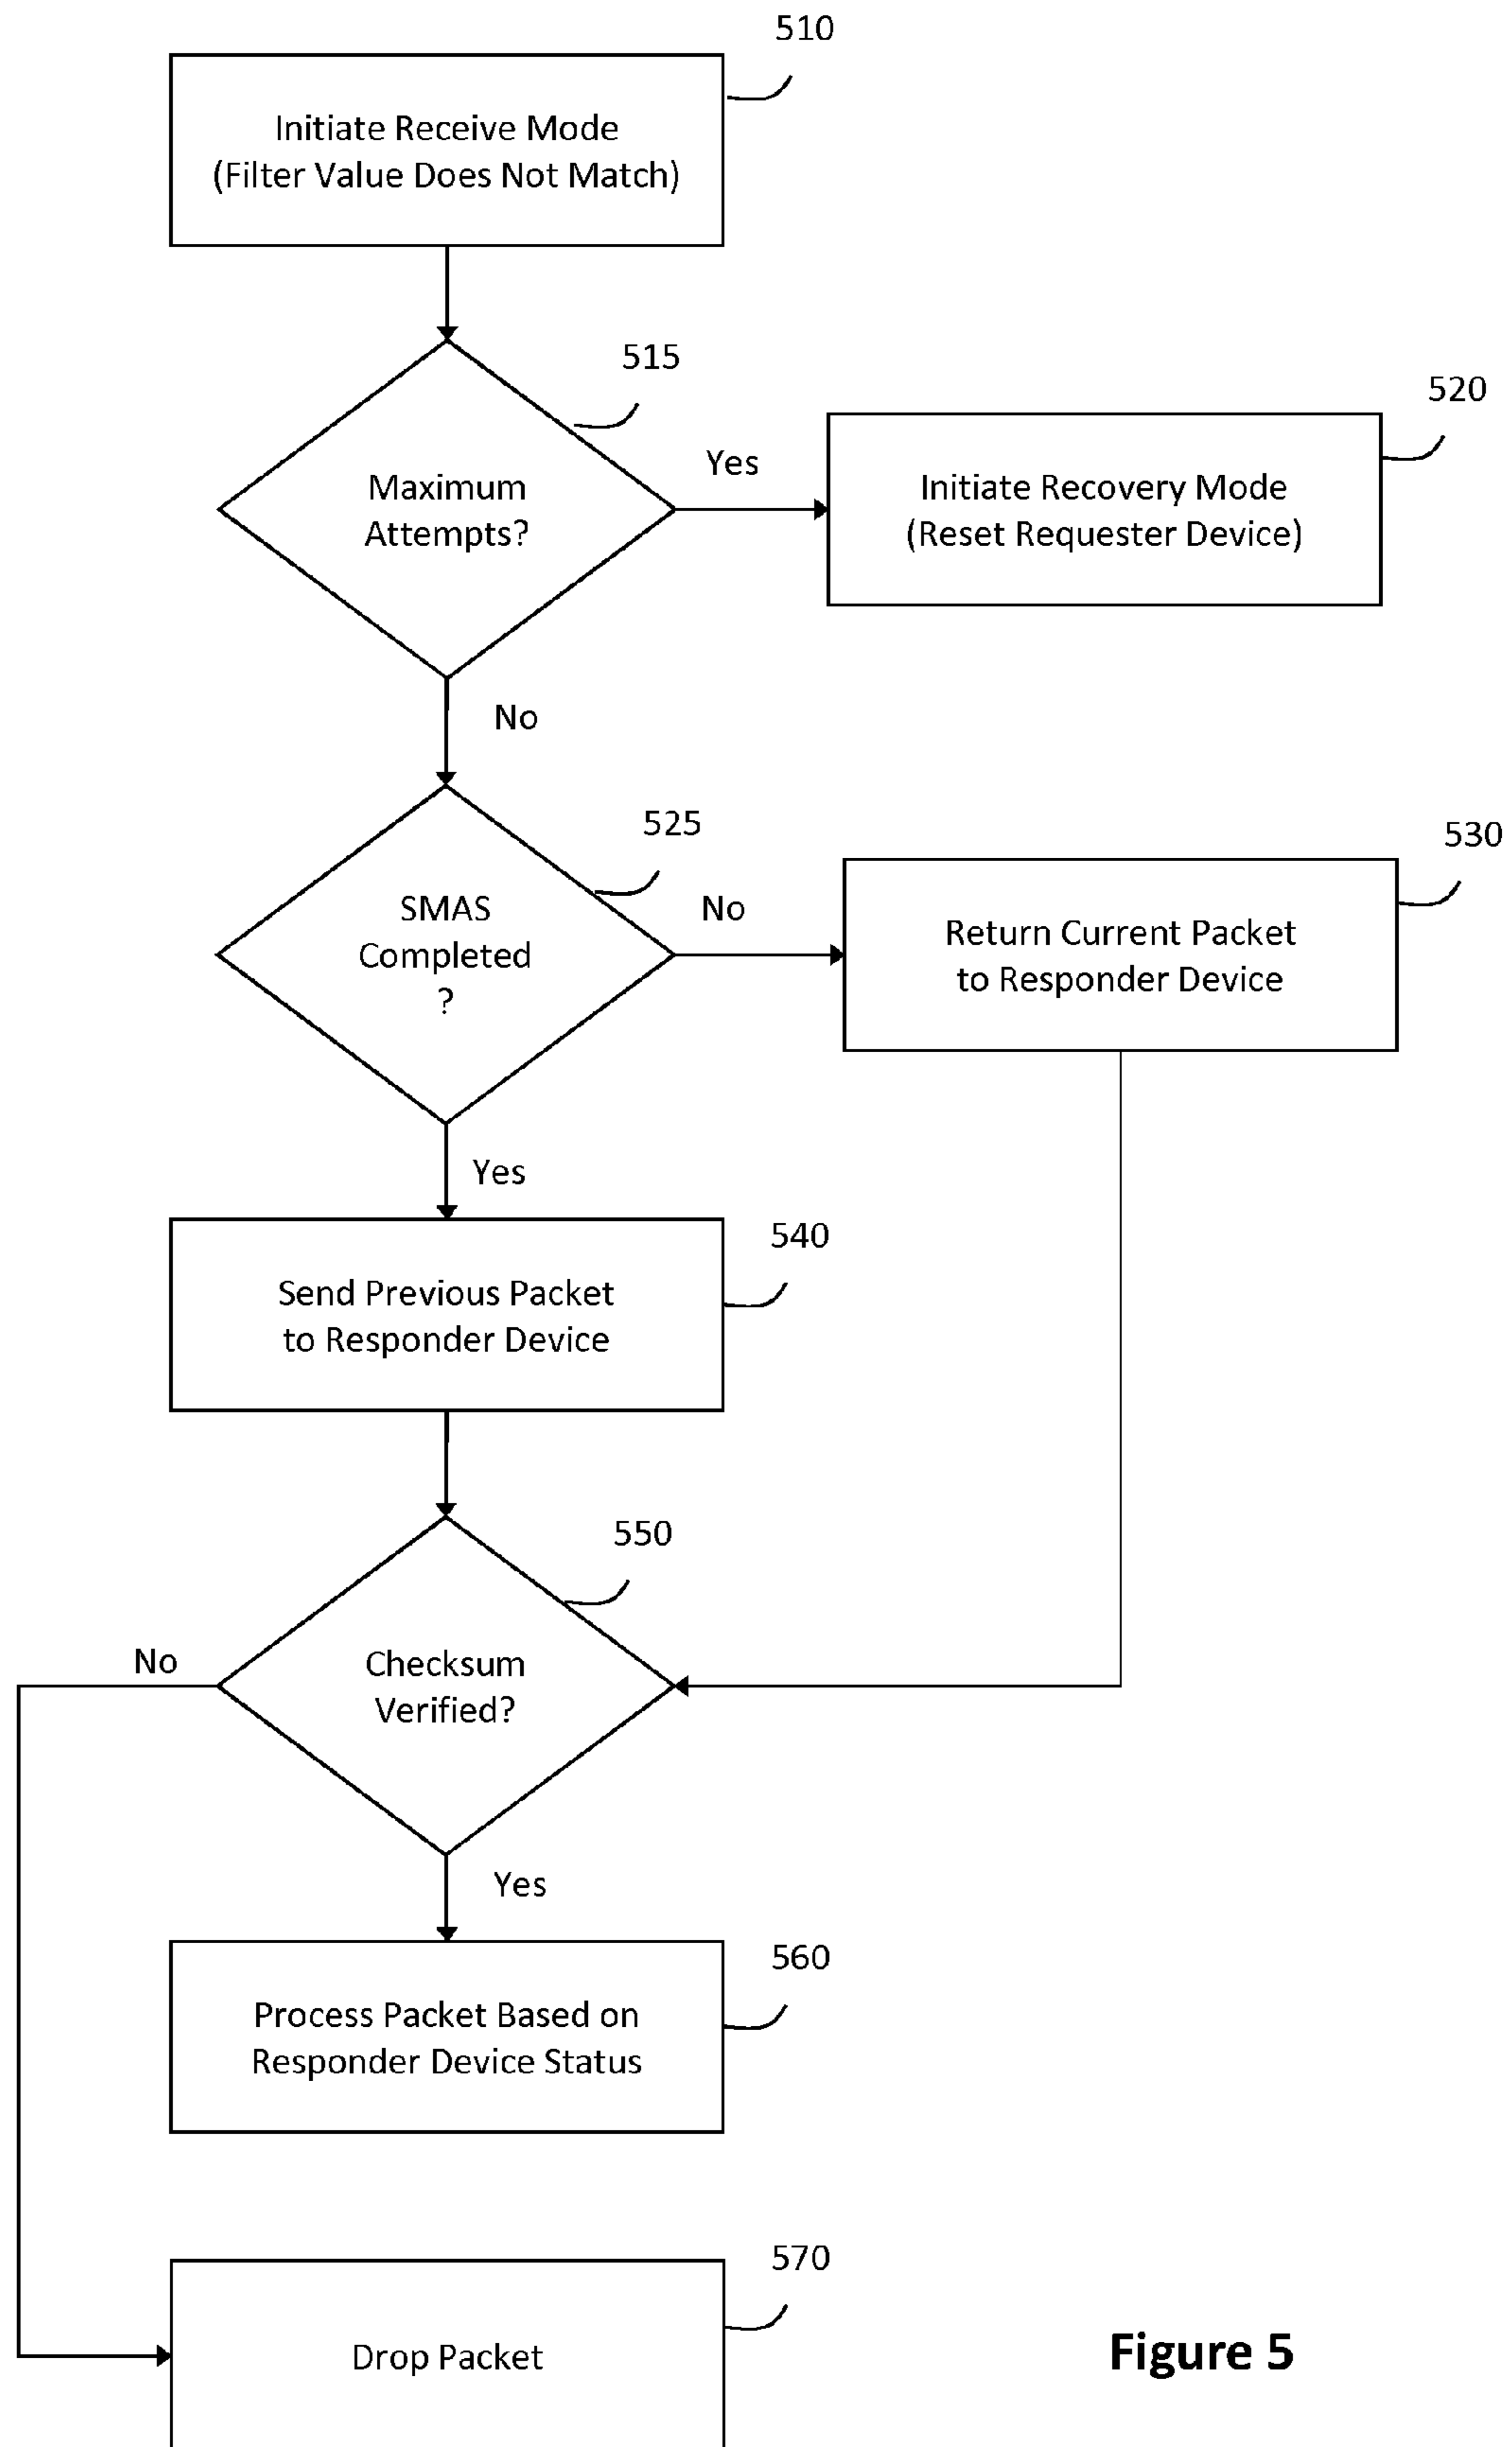 510
Initiate Receive Mode
(Filter Value Does Not Match)
515
Maximum
Attempts?
Yes
520
Initiate Recovery Mode
(Reset Requester Device)
No
525
SMAS
Completed
?
No
530
Return Current Packet
to Responder Device
Yes
540
Send Previous Packet
to Responder Device
550
Checksum
Verified?
No
Yes
560
Process Packet Based on
Responder Device Status
570
Drop Packet
Figure 5